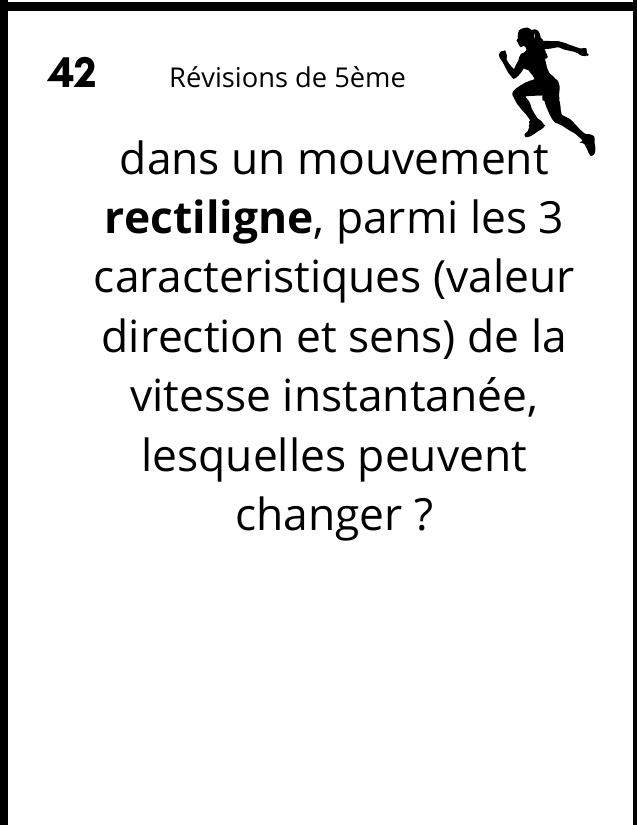 42
Révisions de 5ème
dans un mouvement
rectiligne, parmi les 3
caracteristiques (valeur
direction et sens) de la
vitesse instantanée,
lesquelles peuvent
changer ?